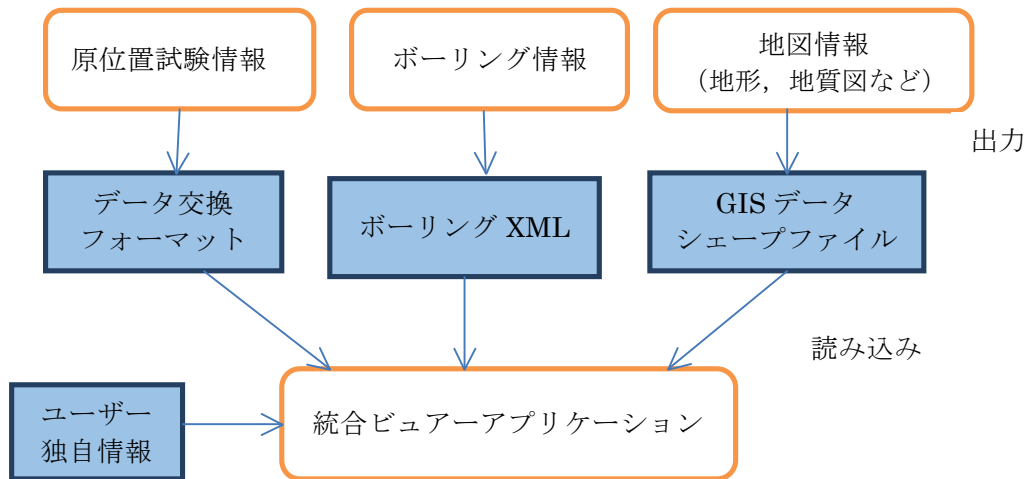 原位置試験情報
ボーリング情報
地図情報
（地形，地質図など）
出力
データ交換
フォーマット
ボーリング XML
GIS データ
シェープファイル
読み込み
ユーザー
独自情報
統合ビュアーアプリケーション